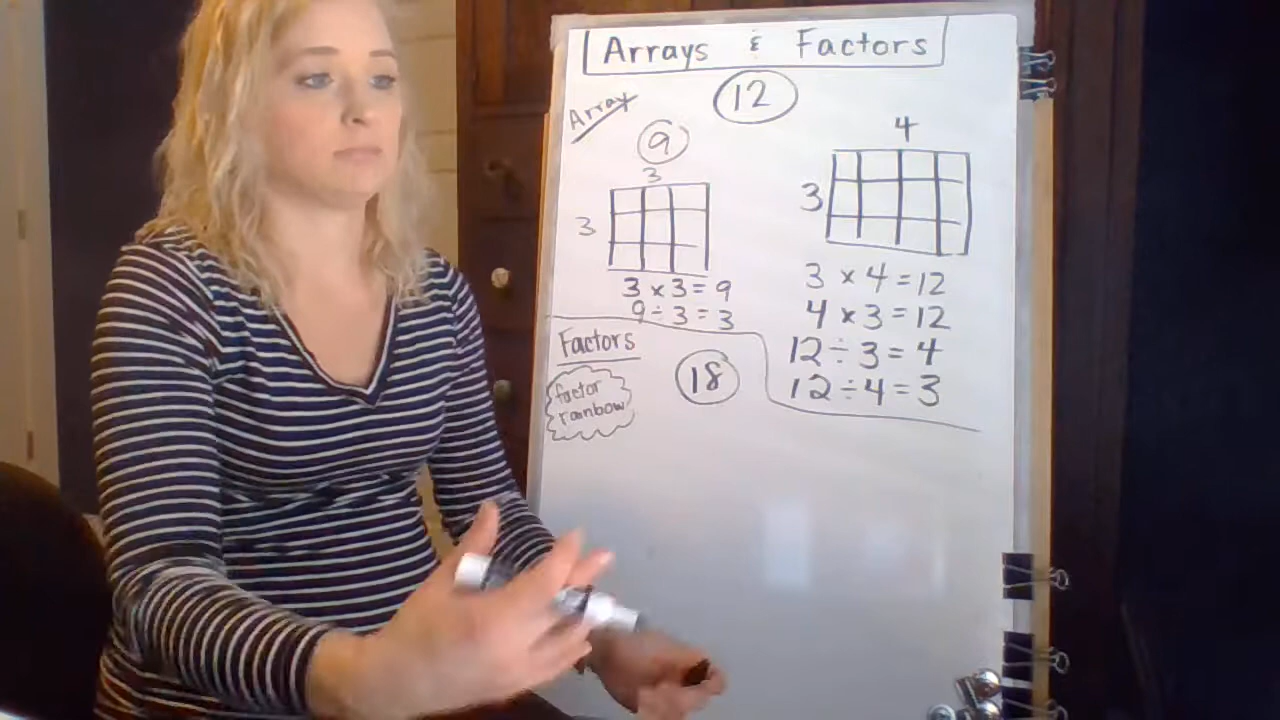 Arrays & Factors
12
Array
9
3
3
3 x 3 = 9
9 ÷ 3 = 3
4
3
3 x 4 = 12
4 x 3 = 12
12 ÷ 3 = 4
12 ÷ 4 = 3
Factors
18
factor
rainbow